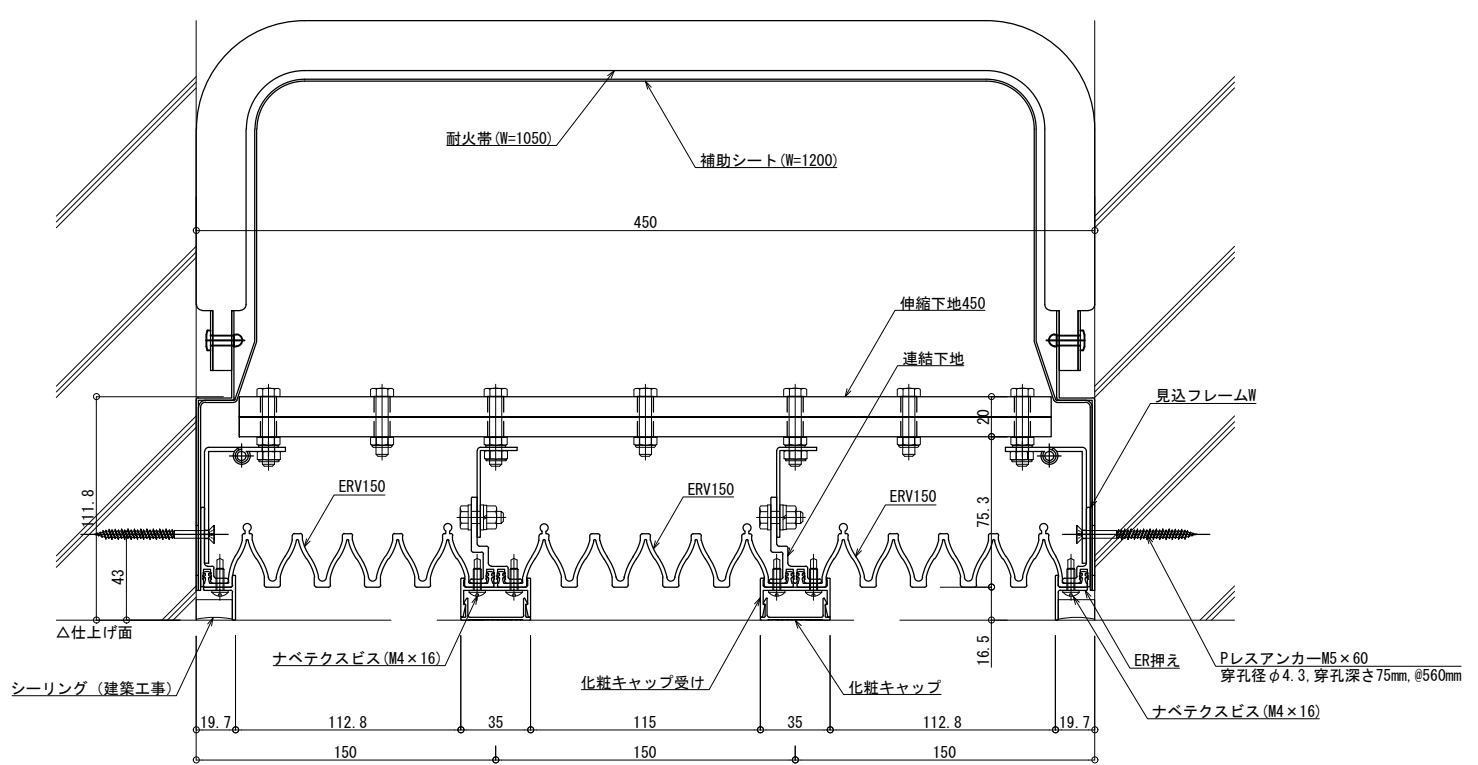 耐火帯(W=1050)
補助シート(W=1200)
450
伸縮下地450
連結下地
見込フレームW
20
111.8
ERV150
ERV150
ERV150
75.3
43
△仕上げ面
16.5
ナベテクスビス(M4×16)
シーリング（建築工事）
化粧キャップ受け
化粧キャップ
ER押え
Pレスアンカー M5×60
穿孔径φ4.3, 穿孔深さ75mm, @560mm
ナベテクスビス(M4×16)
19.7
112.8
35
115
35
112.8
19.7
150
150
150